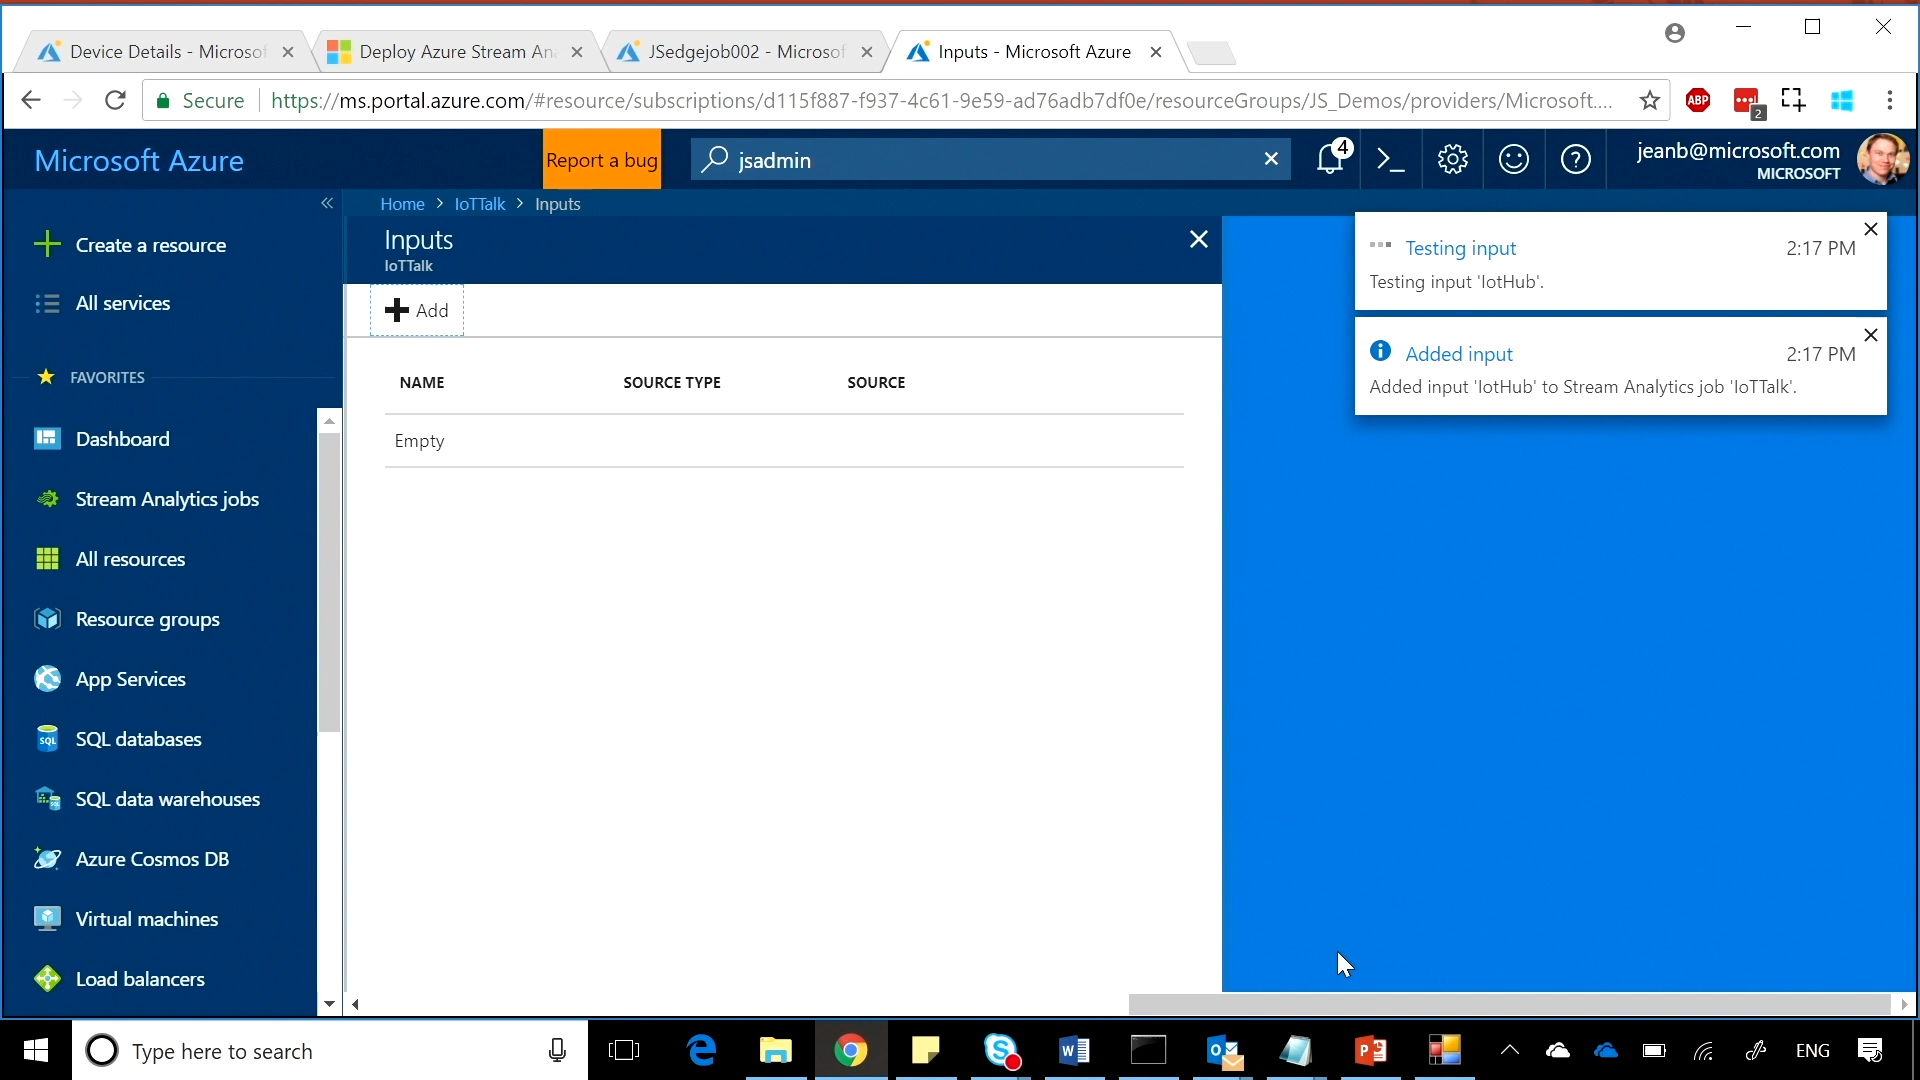 Device Details - Microsof
Deploy Azure Stream Ana
JSedgejob002 - Microsof
Inputs - Microsoft Azure
Secure
https://ms.portal.azure.com/#resource/subscriptions/d115f887-f937-4c61-9e59-ad76adb7df0e/resourceGroups/JS_Demos/providers/Microsoft....
ABP
2
Microsoft Azure
Report a bug
jsadmin
4
jeanb@microsoft.com
MICROSOFT
Home > IoTTalk > Inputs
Create a resource
All services
FAVORITES
Dashboard
Stream Analytics jobs
All resources
Resource groups
App Services
SQL
SQL databases
SQL data warehouses
Azure Cosmos DB
Virtual machines
Load balancers
Inputs
IoTTalk
Add
NAME SOURCE TYPE SOURCE
Empty
Testing input 2:17 PM
Testing input 'IotHub'.
Added input 2:17 PM
Added input 'IotHub' to Stream Analytics job 'IoTTalk'.
Type here to search
ENG